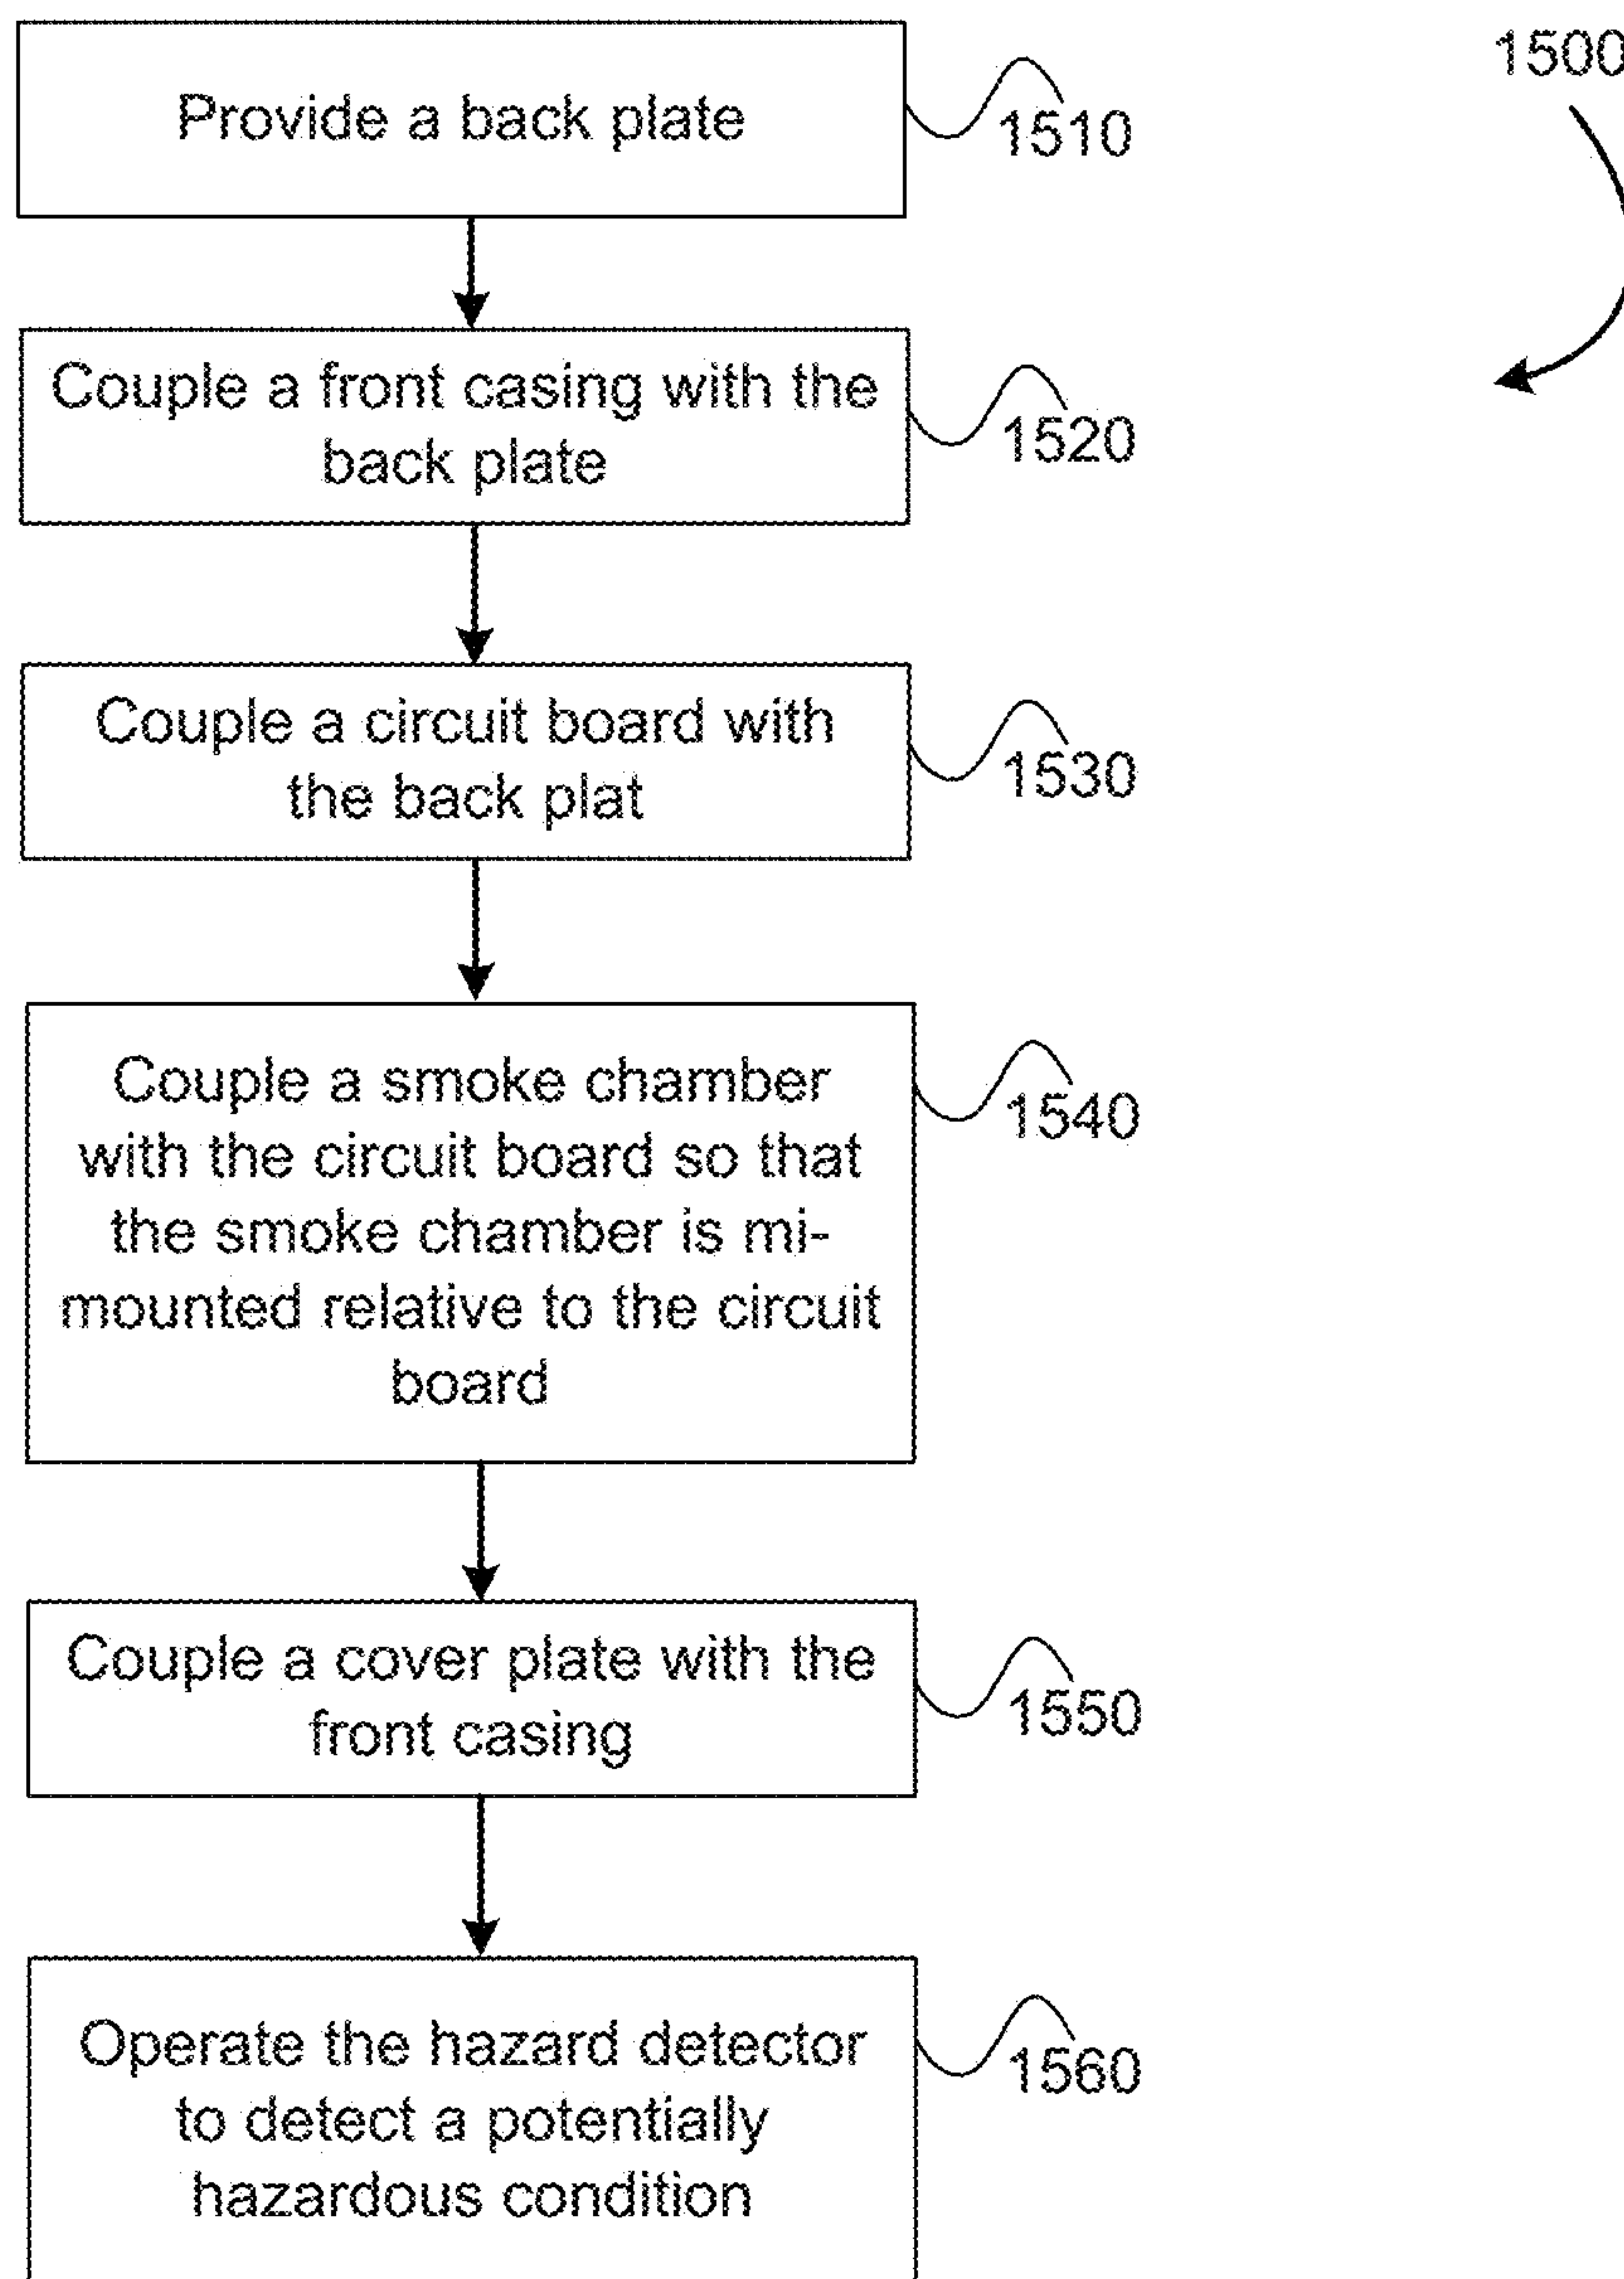 1500
Provide a back plate
1510
Couple a front casing with the
back plate
1520
Couple a circuit board with
the back plat
1530
Couple a smoke chamber
with the circuit board so that
the smoke chamber is mi-
mounted relative to the circuit
board
1540
Couple a cover plate with the
front casing
1550
Operate the hazard detector
to detect a potentially
hazardous condition
1560